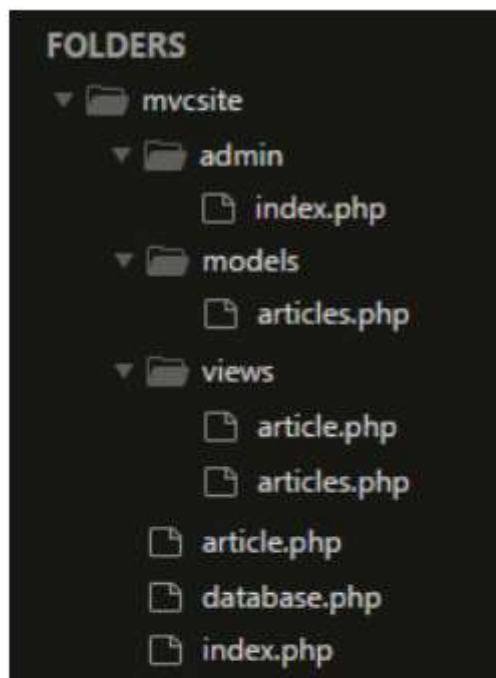 FOLDERS
mvcsite
admin
index.php
models
articles.php
views
article.php
articles.php
article.php
database.php
index.php